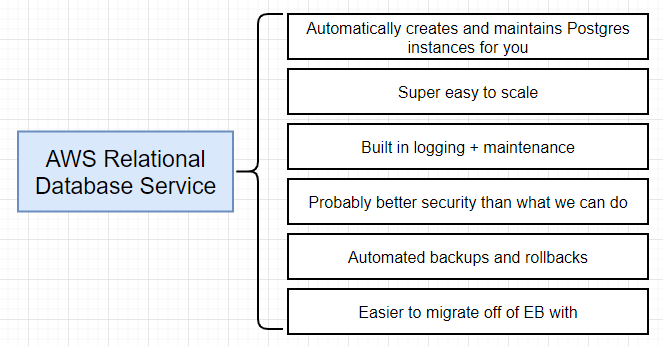 AWS Relational
Database Service
Automatically creates and maintains Postgres
instances for you
Super easy to scale
Built in logging + maintenance
Probably better security than what we can do
Automated backups and rollbacks
Easier to migrate off of EB with